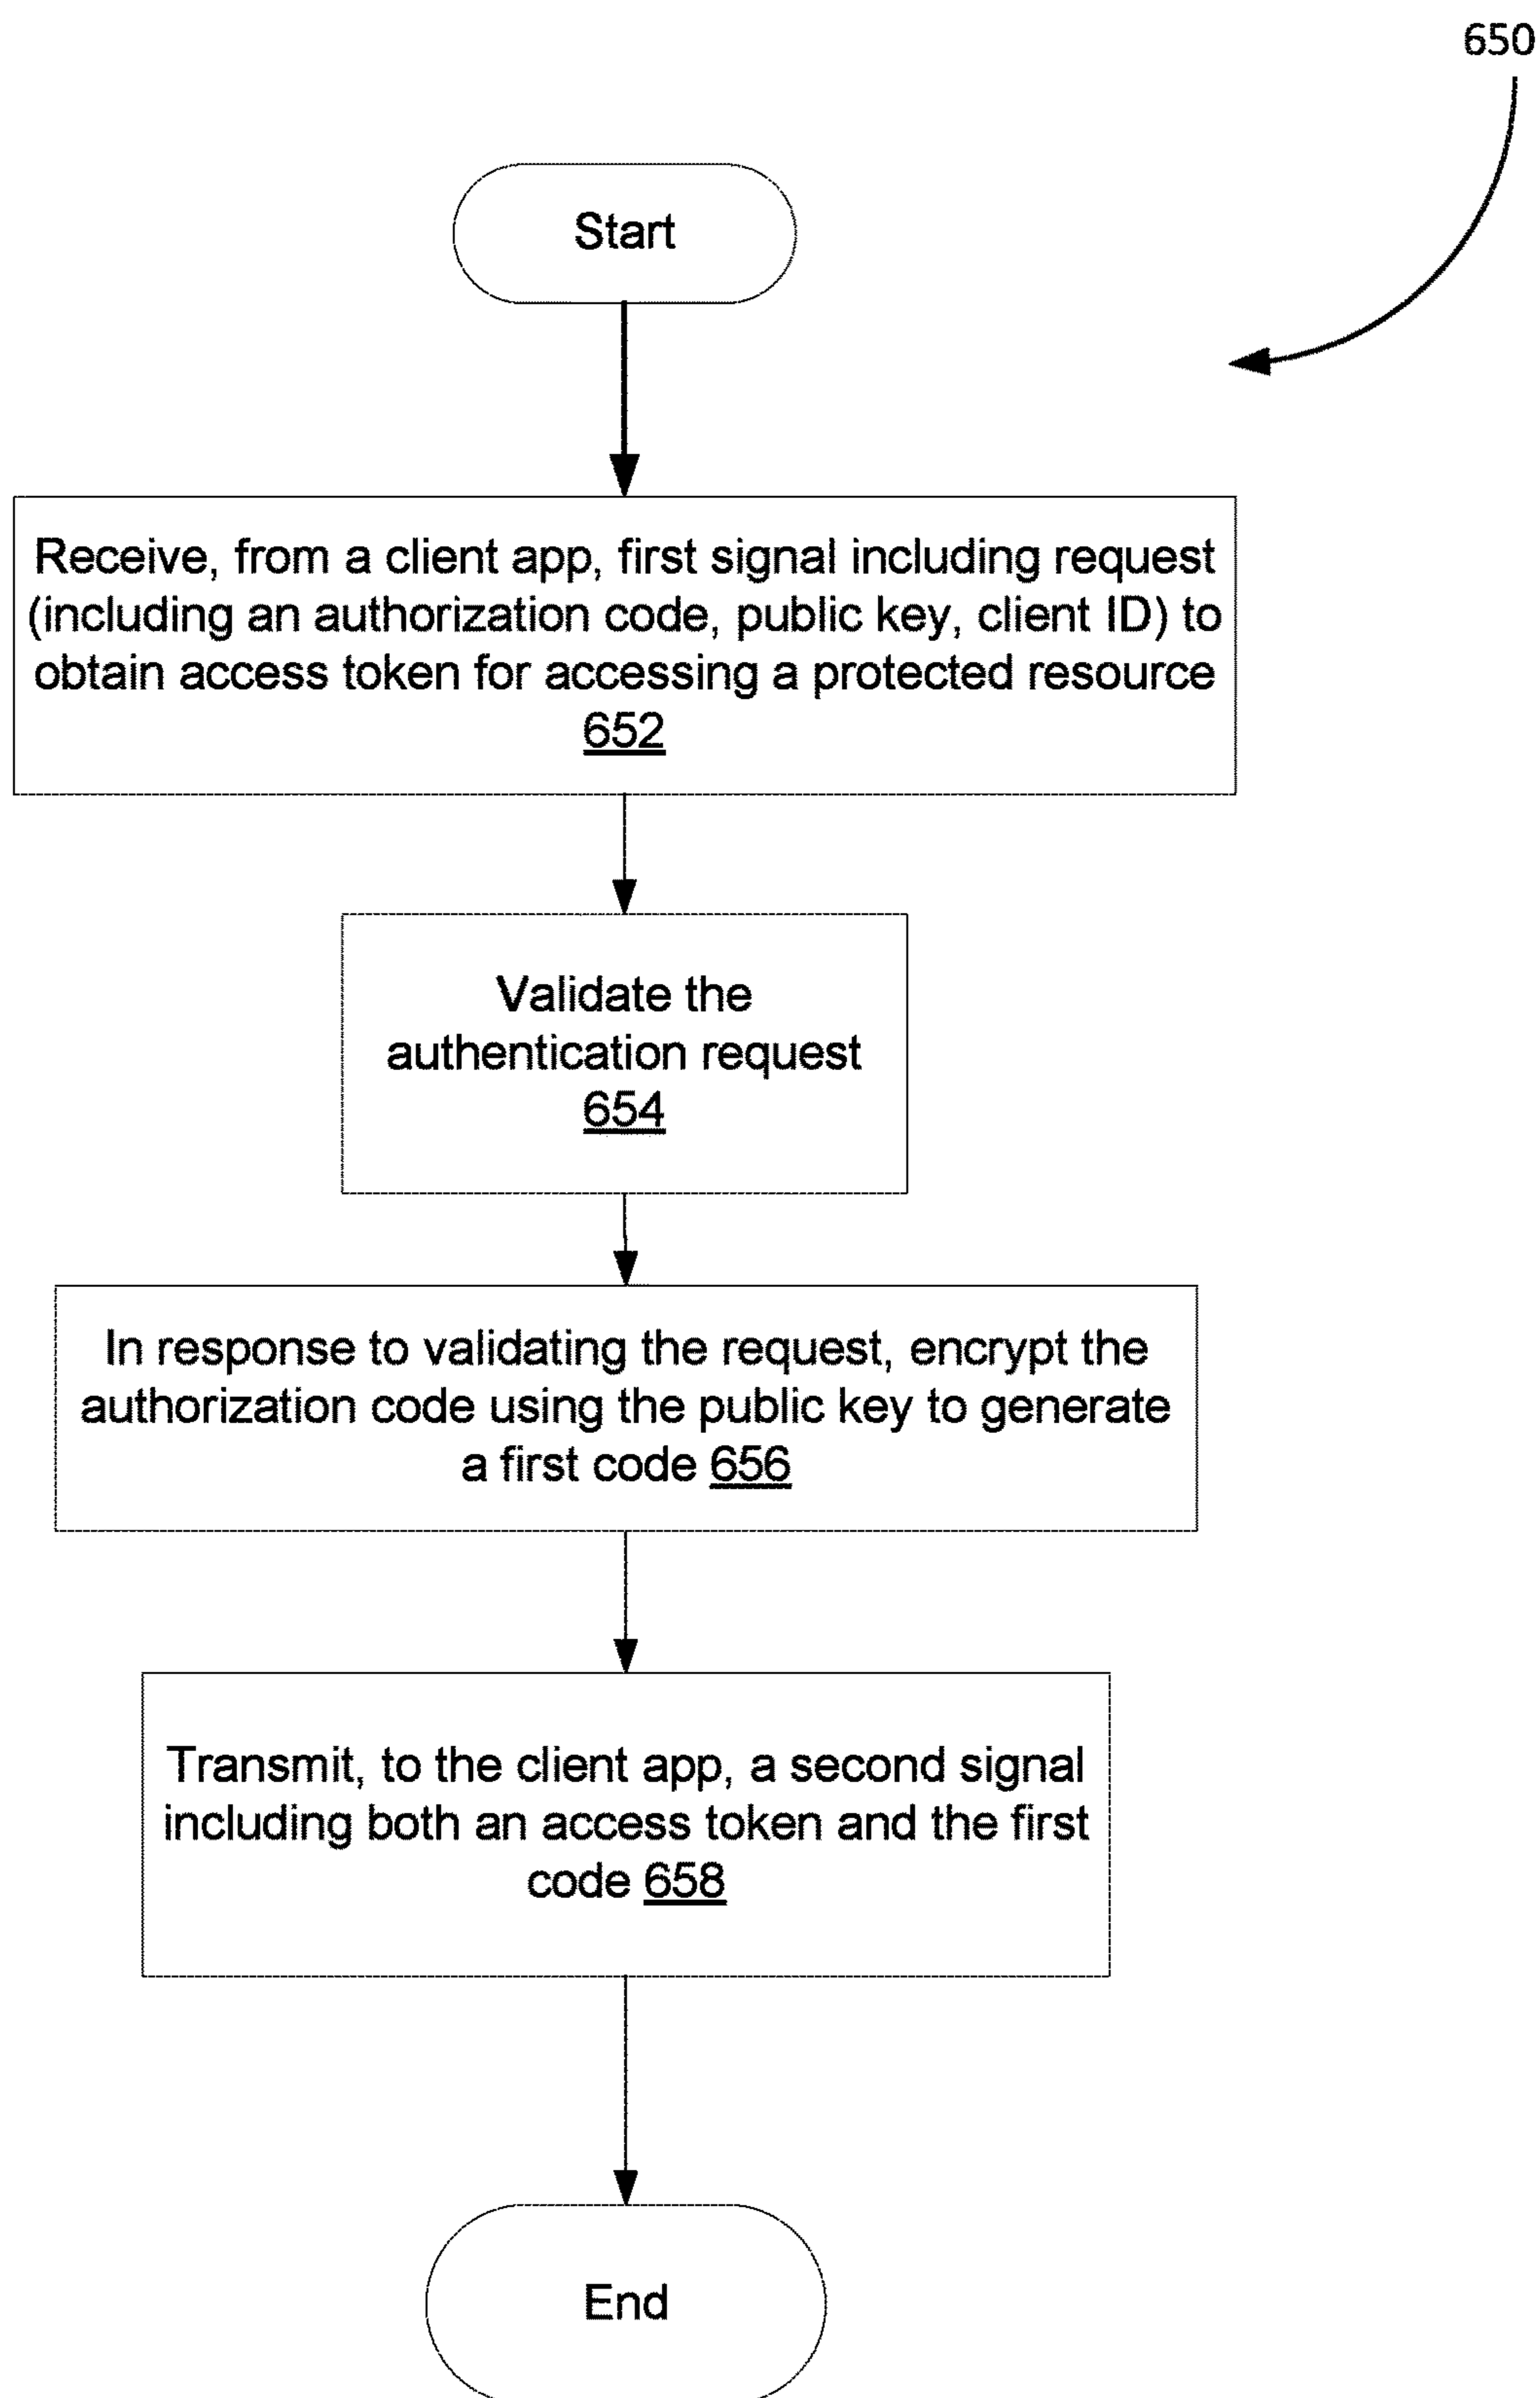 650
Start
Receive, from a client app, first signal including request
(including an authorization code, public key, client ID) to
obtain access token for accessing a protected resource
652
Validate the
authentication request
654
In response to validating the request, encrypt the
authorization code using the public key to generate
a first code 656
Transmit, to the client app, a second signal
including both an access token and the first
code 658
End